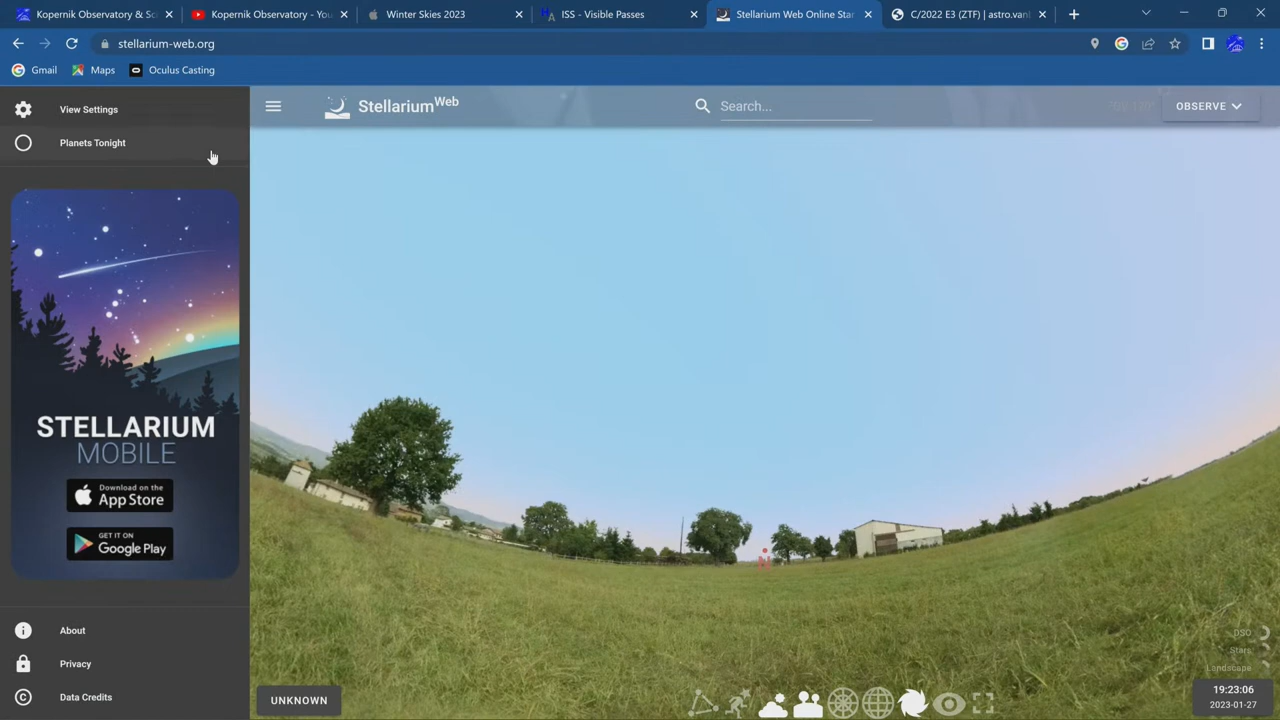 Kopernik Observatory & Sc
Kopernik Observatory - You
Winter Skies 2023
ISS - Visible Passes
Stellarium Web Online Star
C/2022 E3 (ZTF) | astro.vanb
stellarium-web.org
Gmail
Maps
Oculus Casting
View Settings
Planets Tonight
StellariumWeb
Search...
OBSERVE
STELLARIUM
MOBILE
Download on the
App Store
GET IT ON
Google Play
About
Privacy
Data Credits
UNKNOWN
N
DSO
Stars
Landscape
19:23:06
2023-01-27